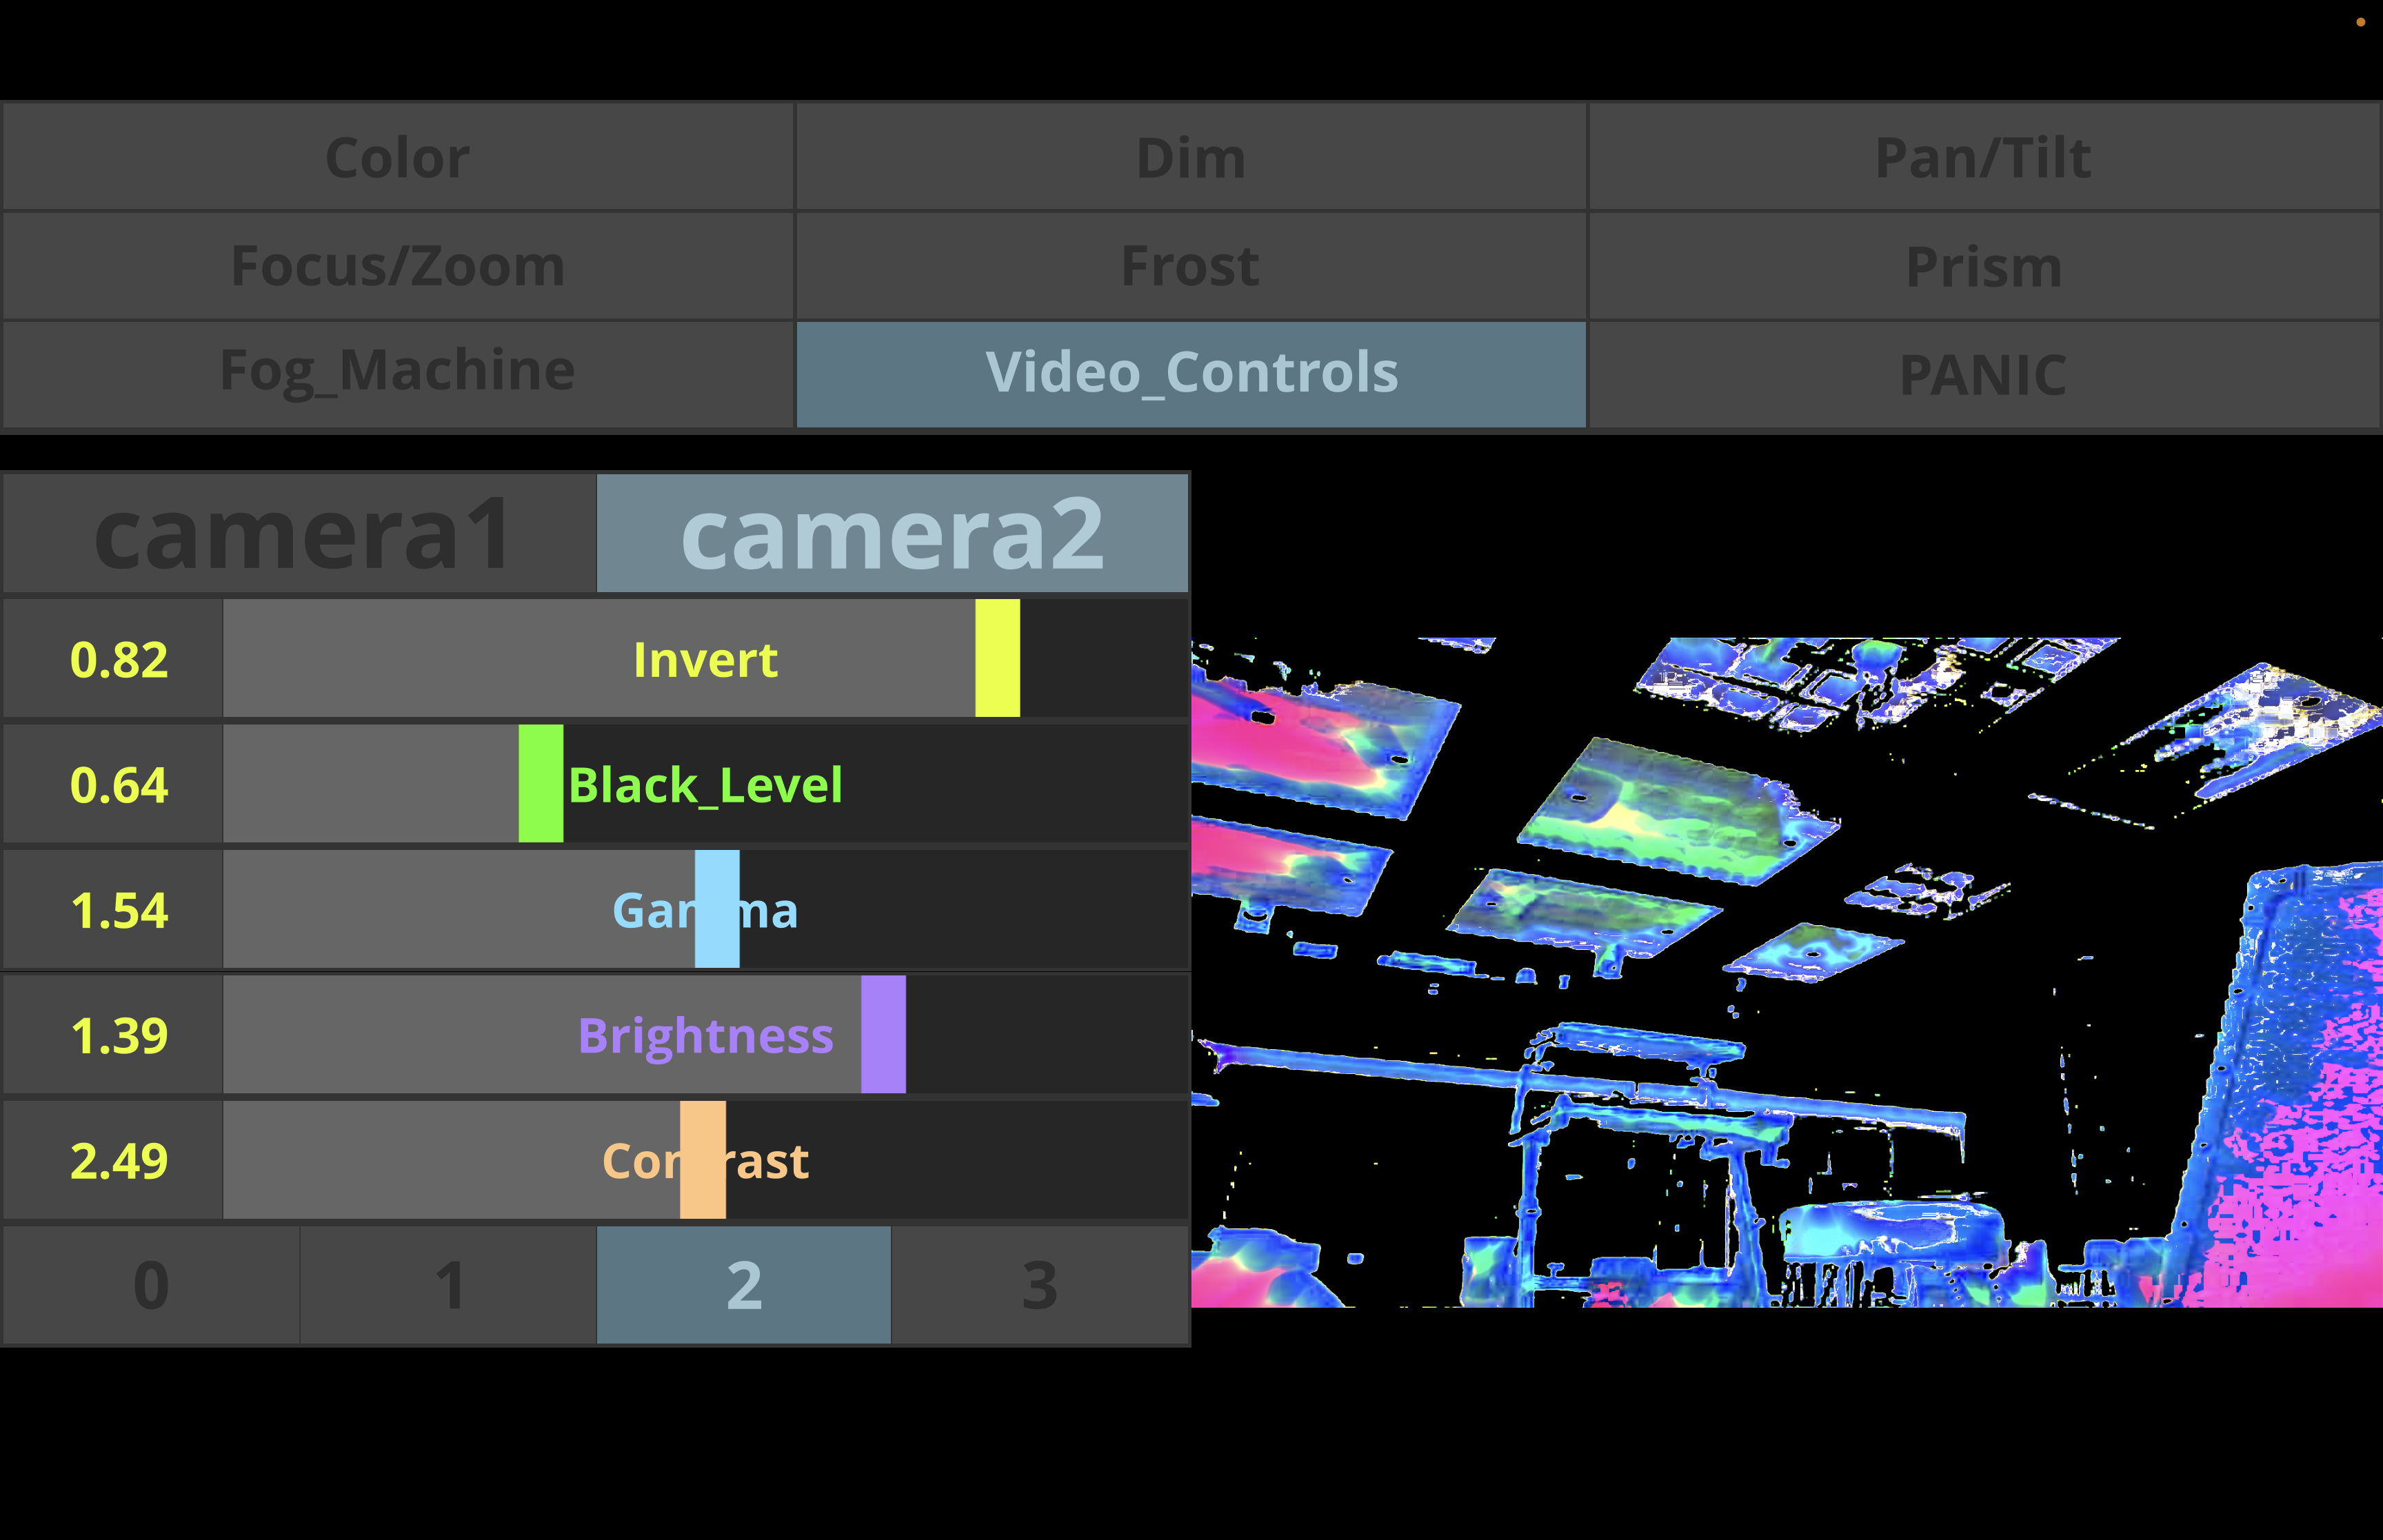 Color Dim Pan/Tilt
Focus/Zoom Frost Prism
Fog_Machine Video_Controls PANIC
camera1 camera2
0.82 Invert
0.64 Black_Level
1.54 Gamma
1.39 Brightness
2.49 Contrast
0 1 2 3